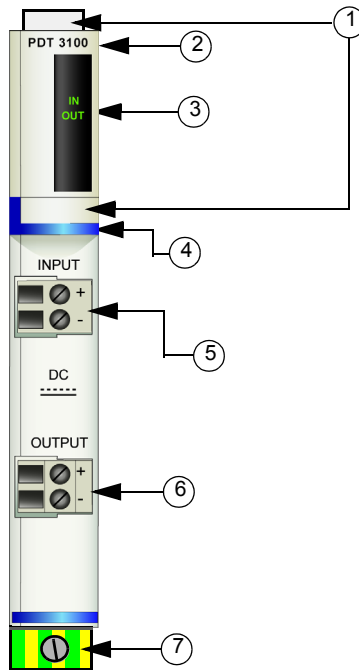 1
PDT 3100
2
IN
OUT
3
4
INPUT
+
-
5
DC
OUTPUT
+
-
6
7